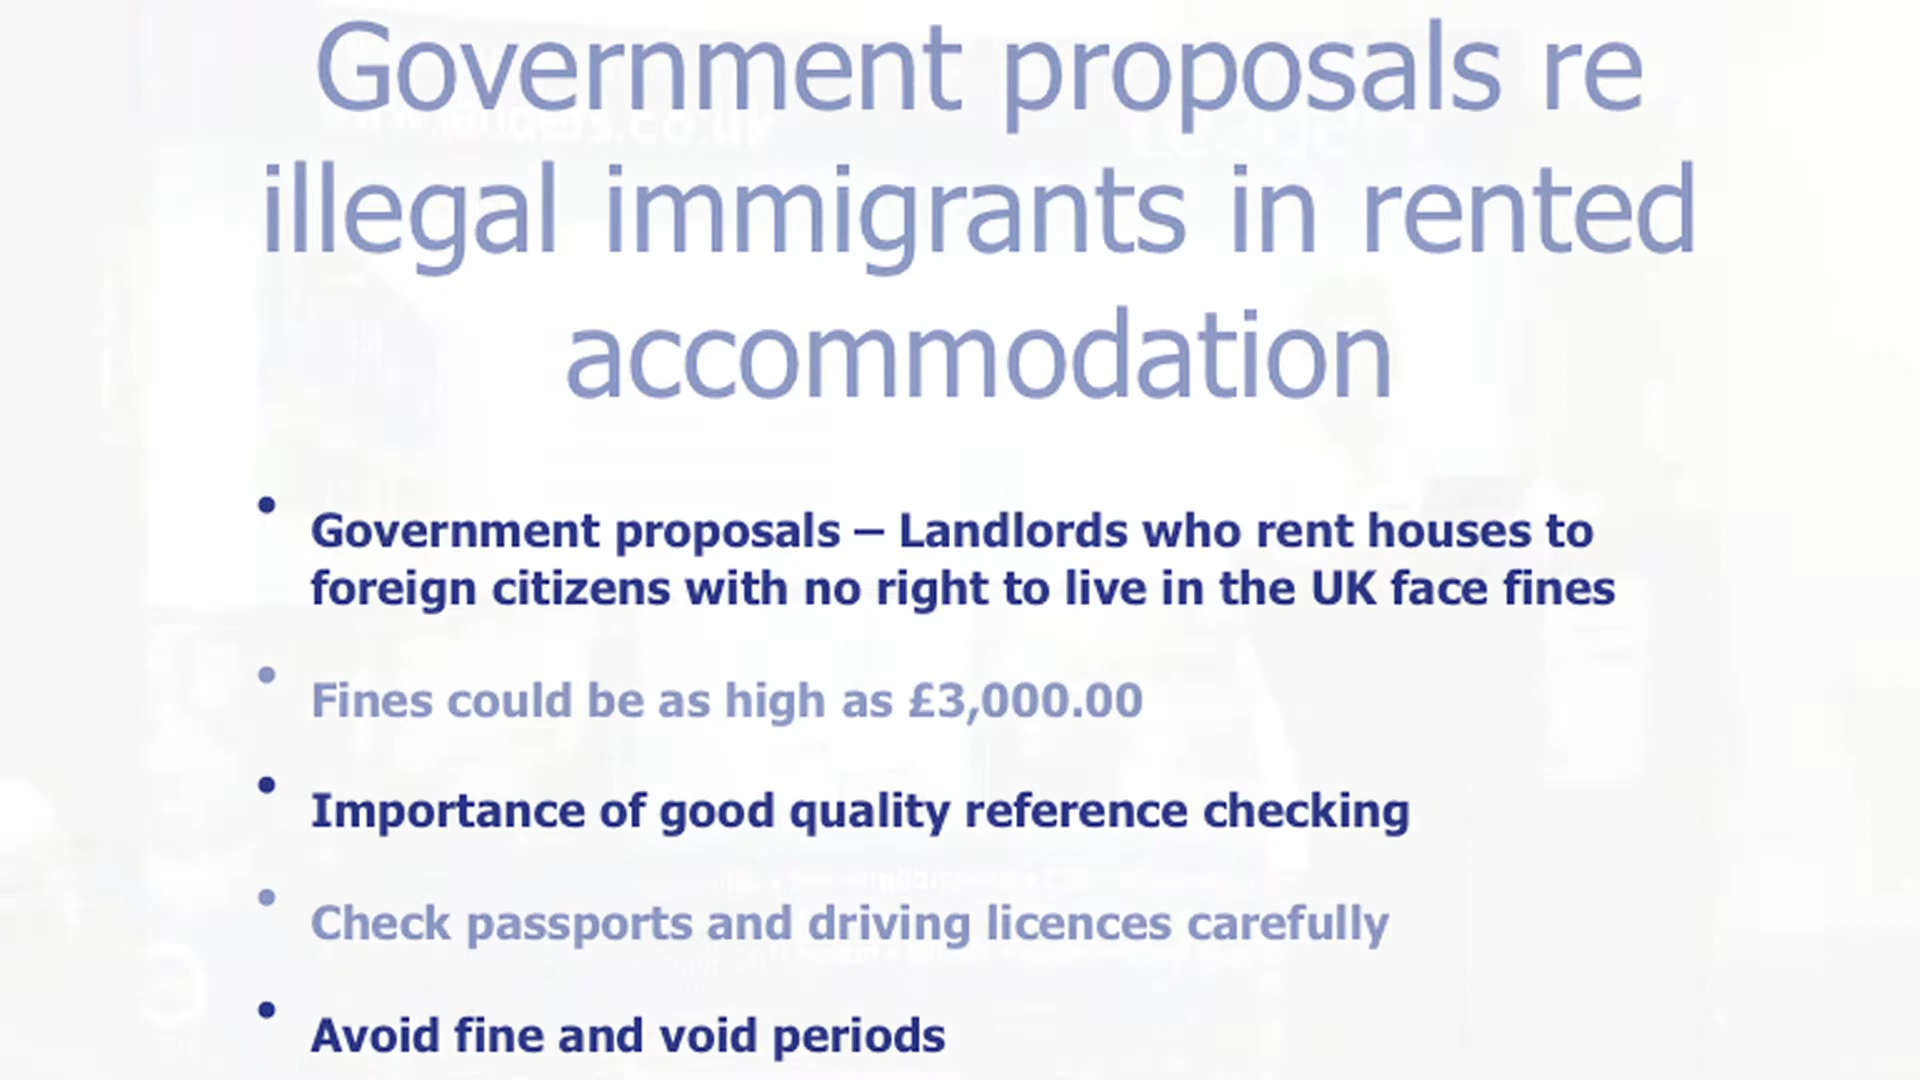 Government proposals re
illegal immigrants in rented
accommodation
• Government proposals – Landlords who rent houses to
foreign citizens with no right to live in the UK face fines
• Fines could be as high as £3,000.00
• Importance of good quality reference checking
• Check passports and driving licences carefully
• Avoid fine and void periods